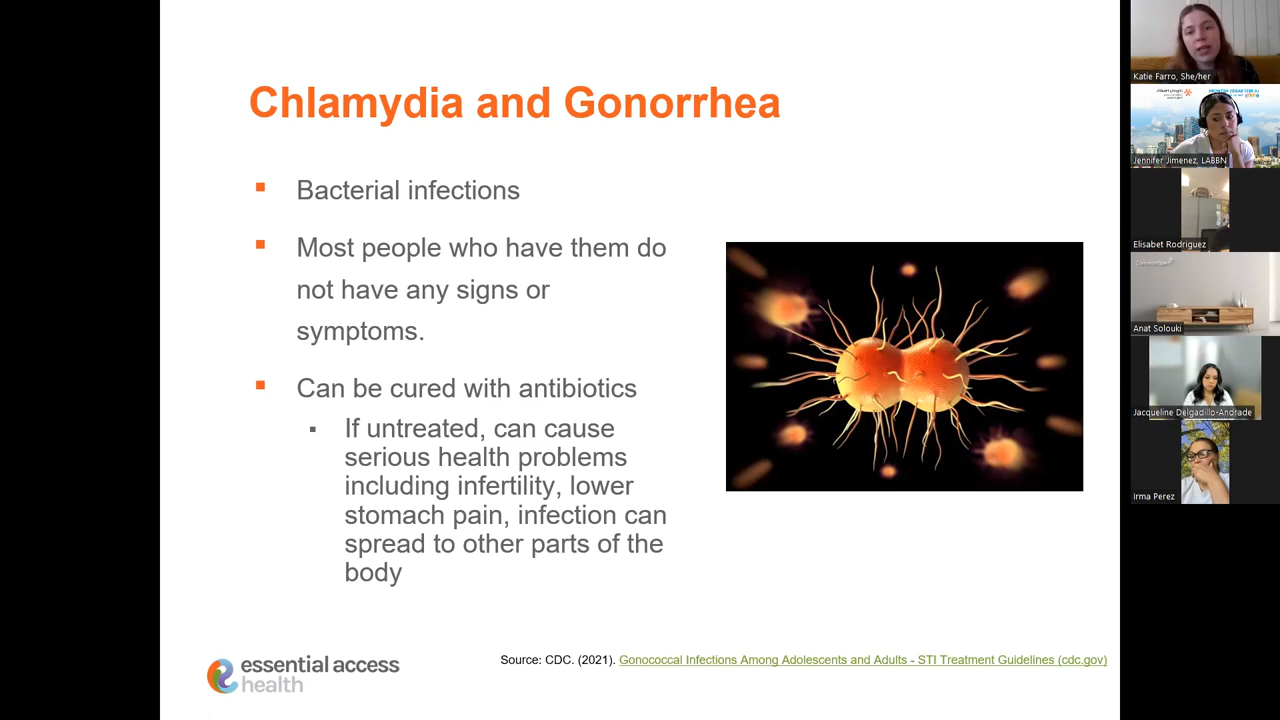 Chlamydia and Gonorrhea
Bacterial infections
Most people who have them do
not have any signs or
symptoms.
Can be cured with antibiotics
If untreated, can cause
serious health problems
including infertility, lower
stomach pain, infection can
spread to other parts of the
body
essential access
health
Source: CDC. (2021). Gonococcal Infections Among Adolescents and Adults - STI Treatment Guidelines (cdc.gov)
Katie Farro, She/her
Jennifer Jimenez, LABBN
Elisabet Rodriguez
Anat Solouki
Jacqueline Delgadillo-Andrade
Irma Perez